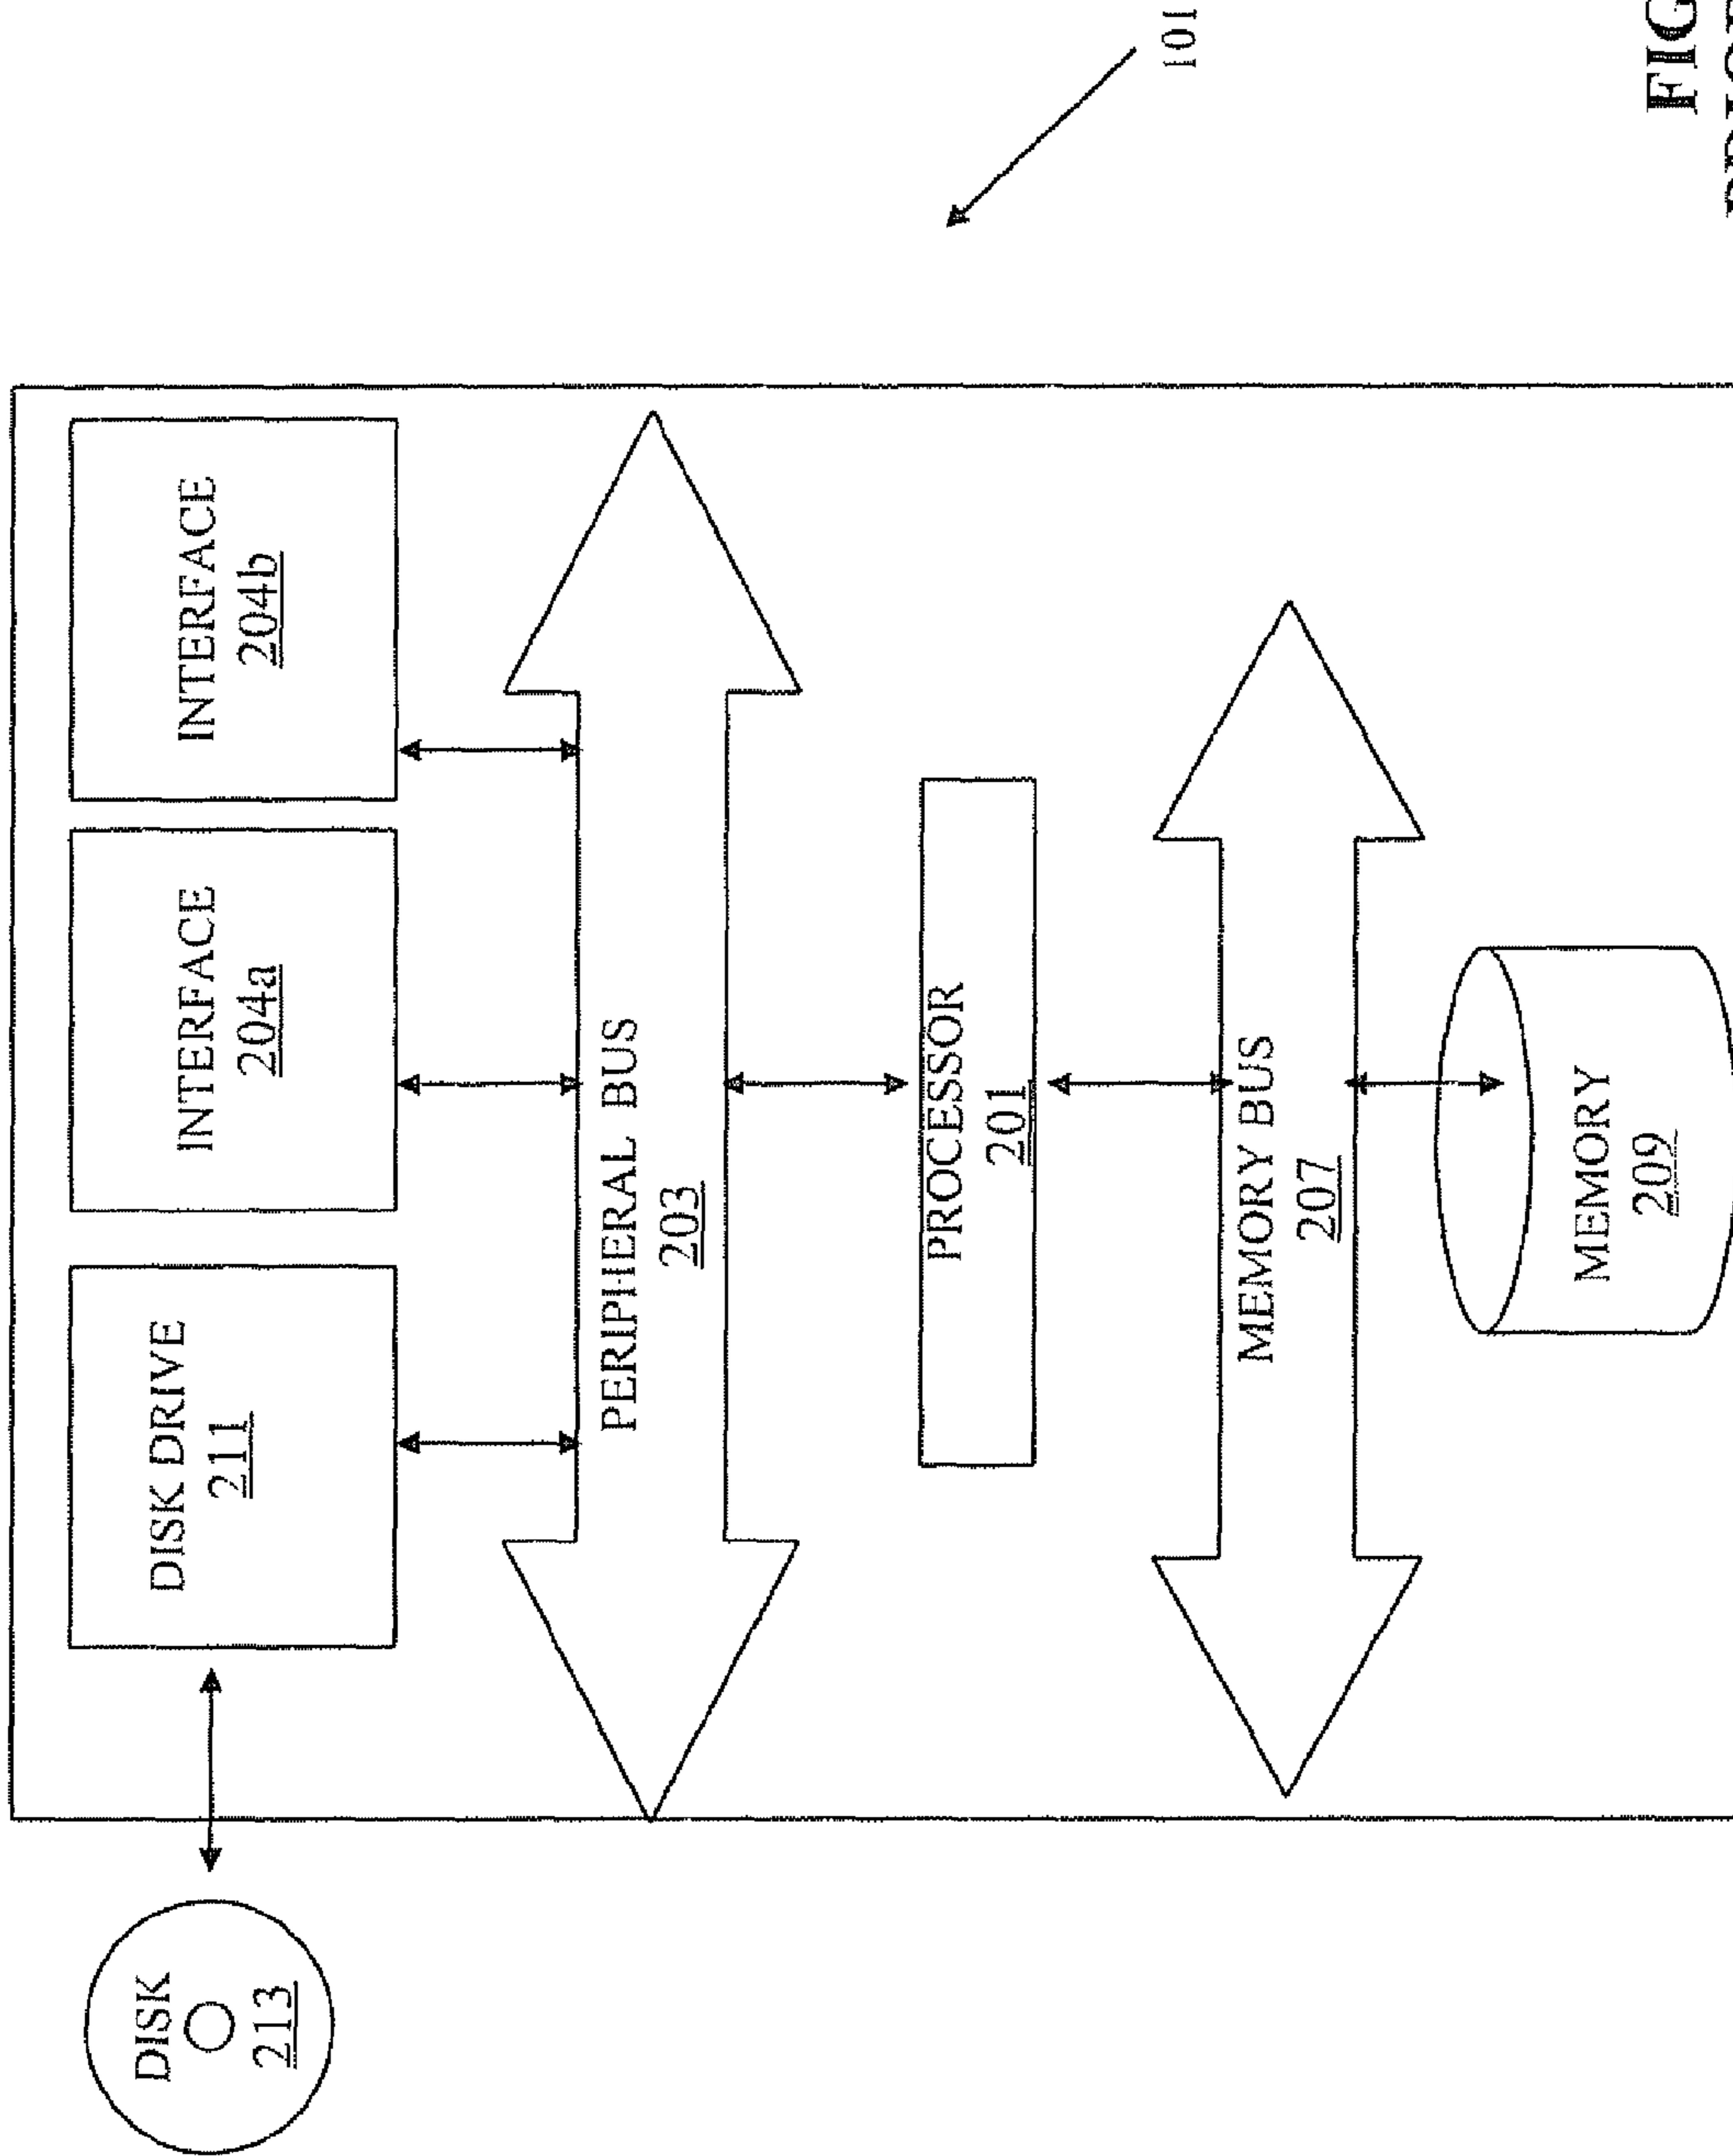 DISK
213
DISK DRIVE
211
INTERFACE
204a
INTERFACE
204b
PERIPHERAL BUS
203
PROCESSOR
201
MEMORY BUS
207
MEMORY
209
101
FIG